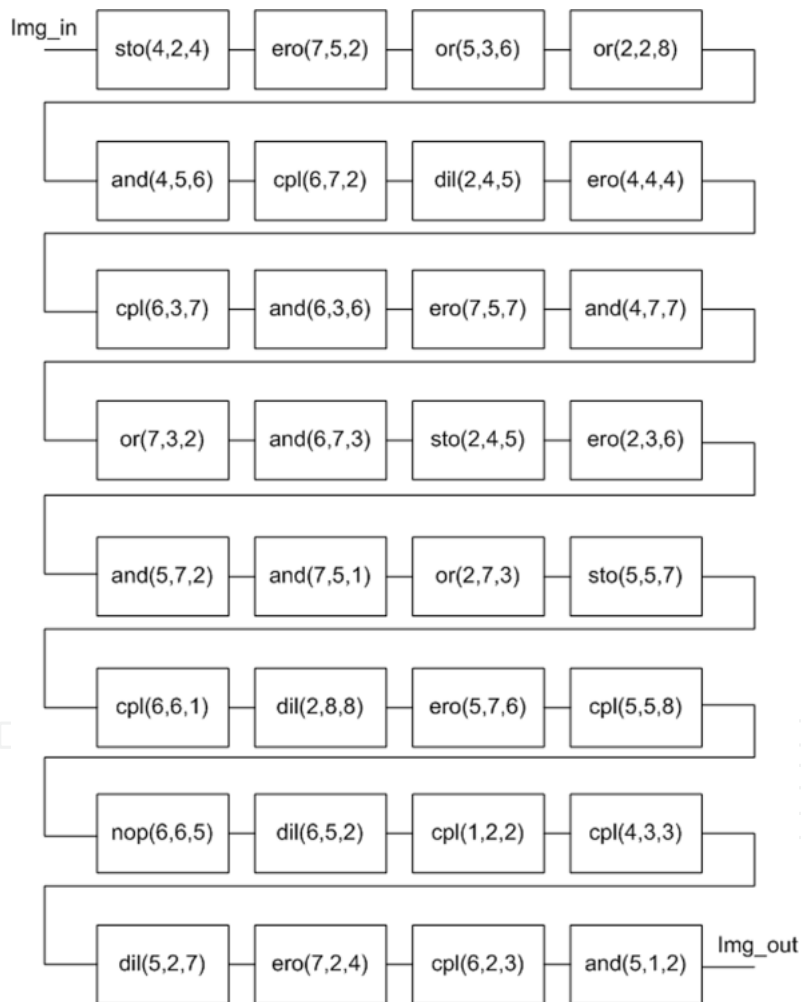 Img_in
sto(4,2,4) ero(7,5,2) or(5,3,6) or(2,2,8)
and(4,5,6) cpl(6,7,2) dil(2,4,5) ero(4,4,4)
cpl(6,3,7) and(6,3,6) ero(7,5,7) and(4,7,7)
or(7,3,2) and(6,7,3) sto(2,4,5) ero(2,3,6)
and(5,7,2) and(7,5,1) or(2,7,3) sto(5,5,7)
cpl(6,6,1) dil(2,8,8) ero(5,7,6) cpl(5,5,8)
nop(6,6,5) dil(6,5,2) cpl(1,2,2) cpl(4,3,3)
dil(5,2,7) ero(7,2,4) cpl(6,2,3) and(5,1,2)
Img_out